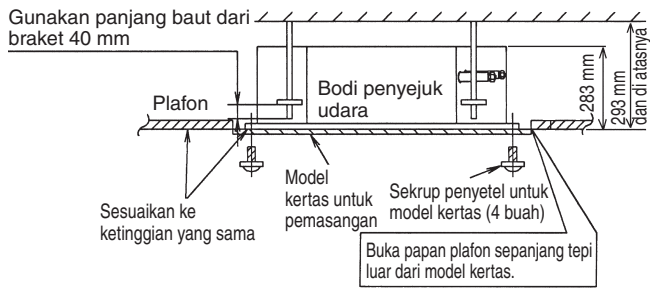 Gunakan panjang baut dari
braket 40 mm
Plafon
Bodi penyejuk
udara
283 mm
293 mm
dan di atasnya
Sesuaikan ke
ketinggian yang sama
Model
kertas untuk
pemasangan
Sekrup penyetel untuk
model kertas (4 buah)
Buka papan plafon sepanjang tepi
luar dari model kertas.